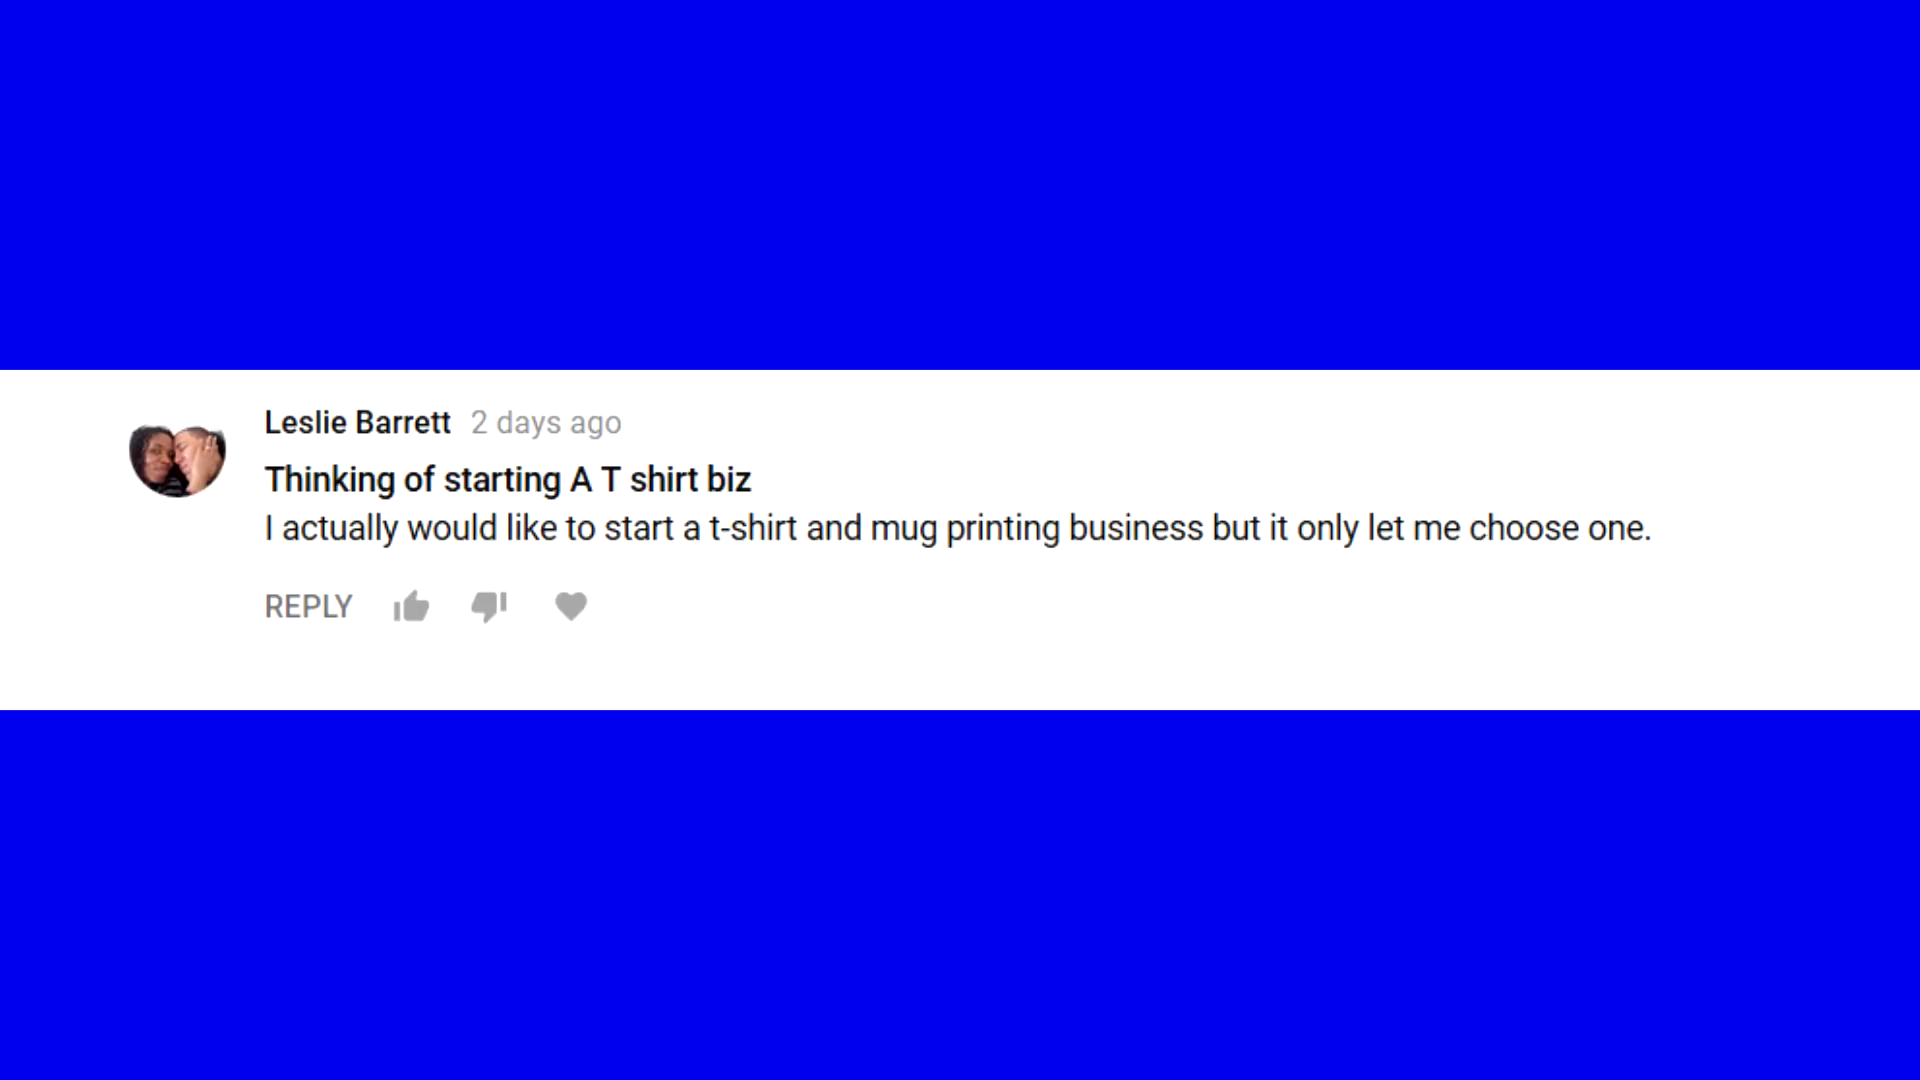 Leslie Barrett 2 days ago
Thinking of starting A T shirt biz
I actually would like to start a t-shirt and mug printing business but it only let me choose one.
REPLY